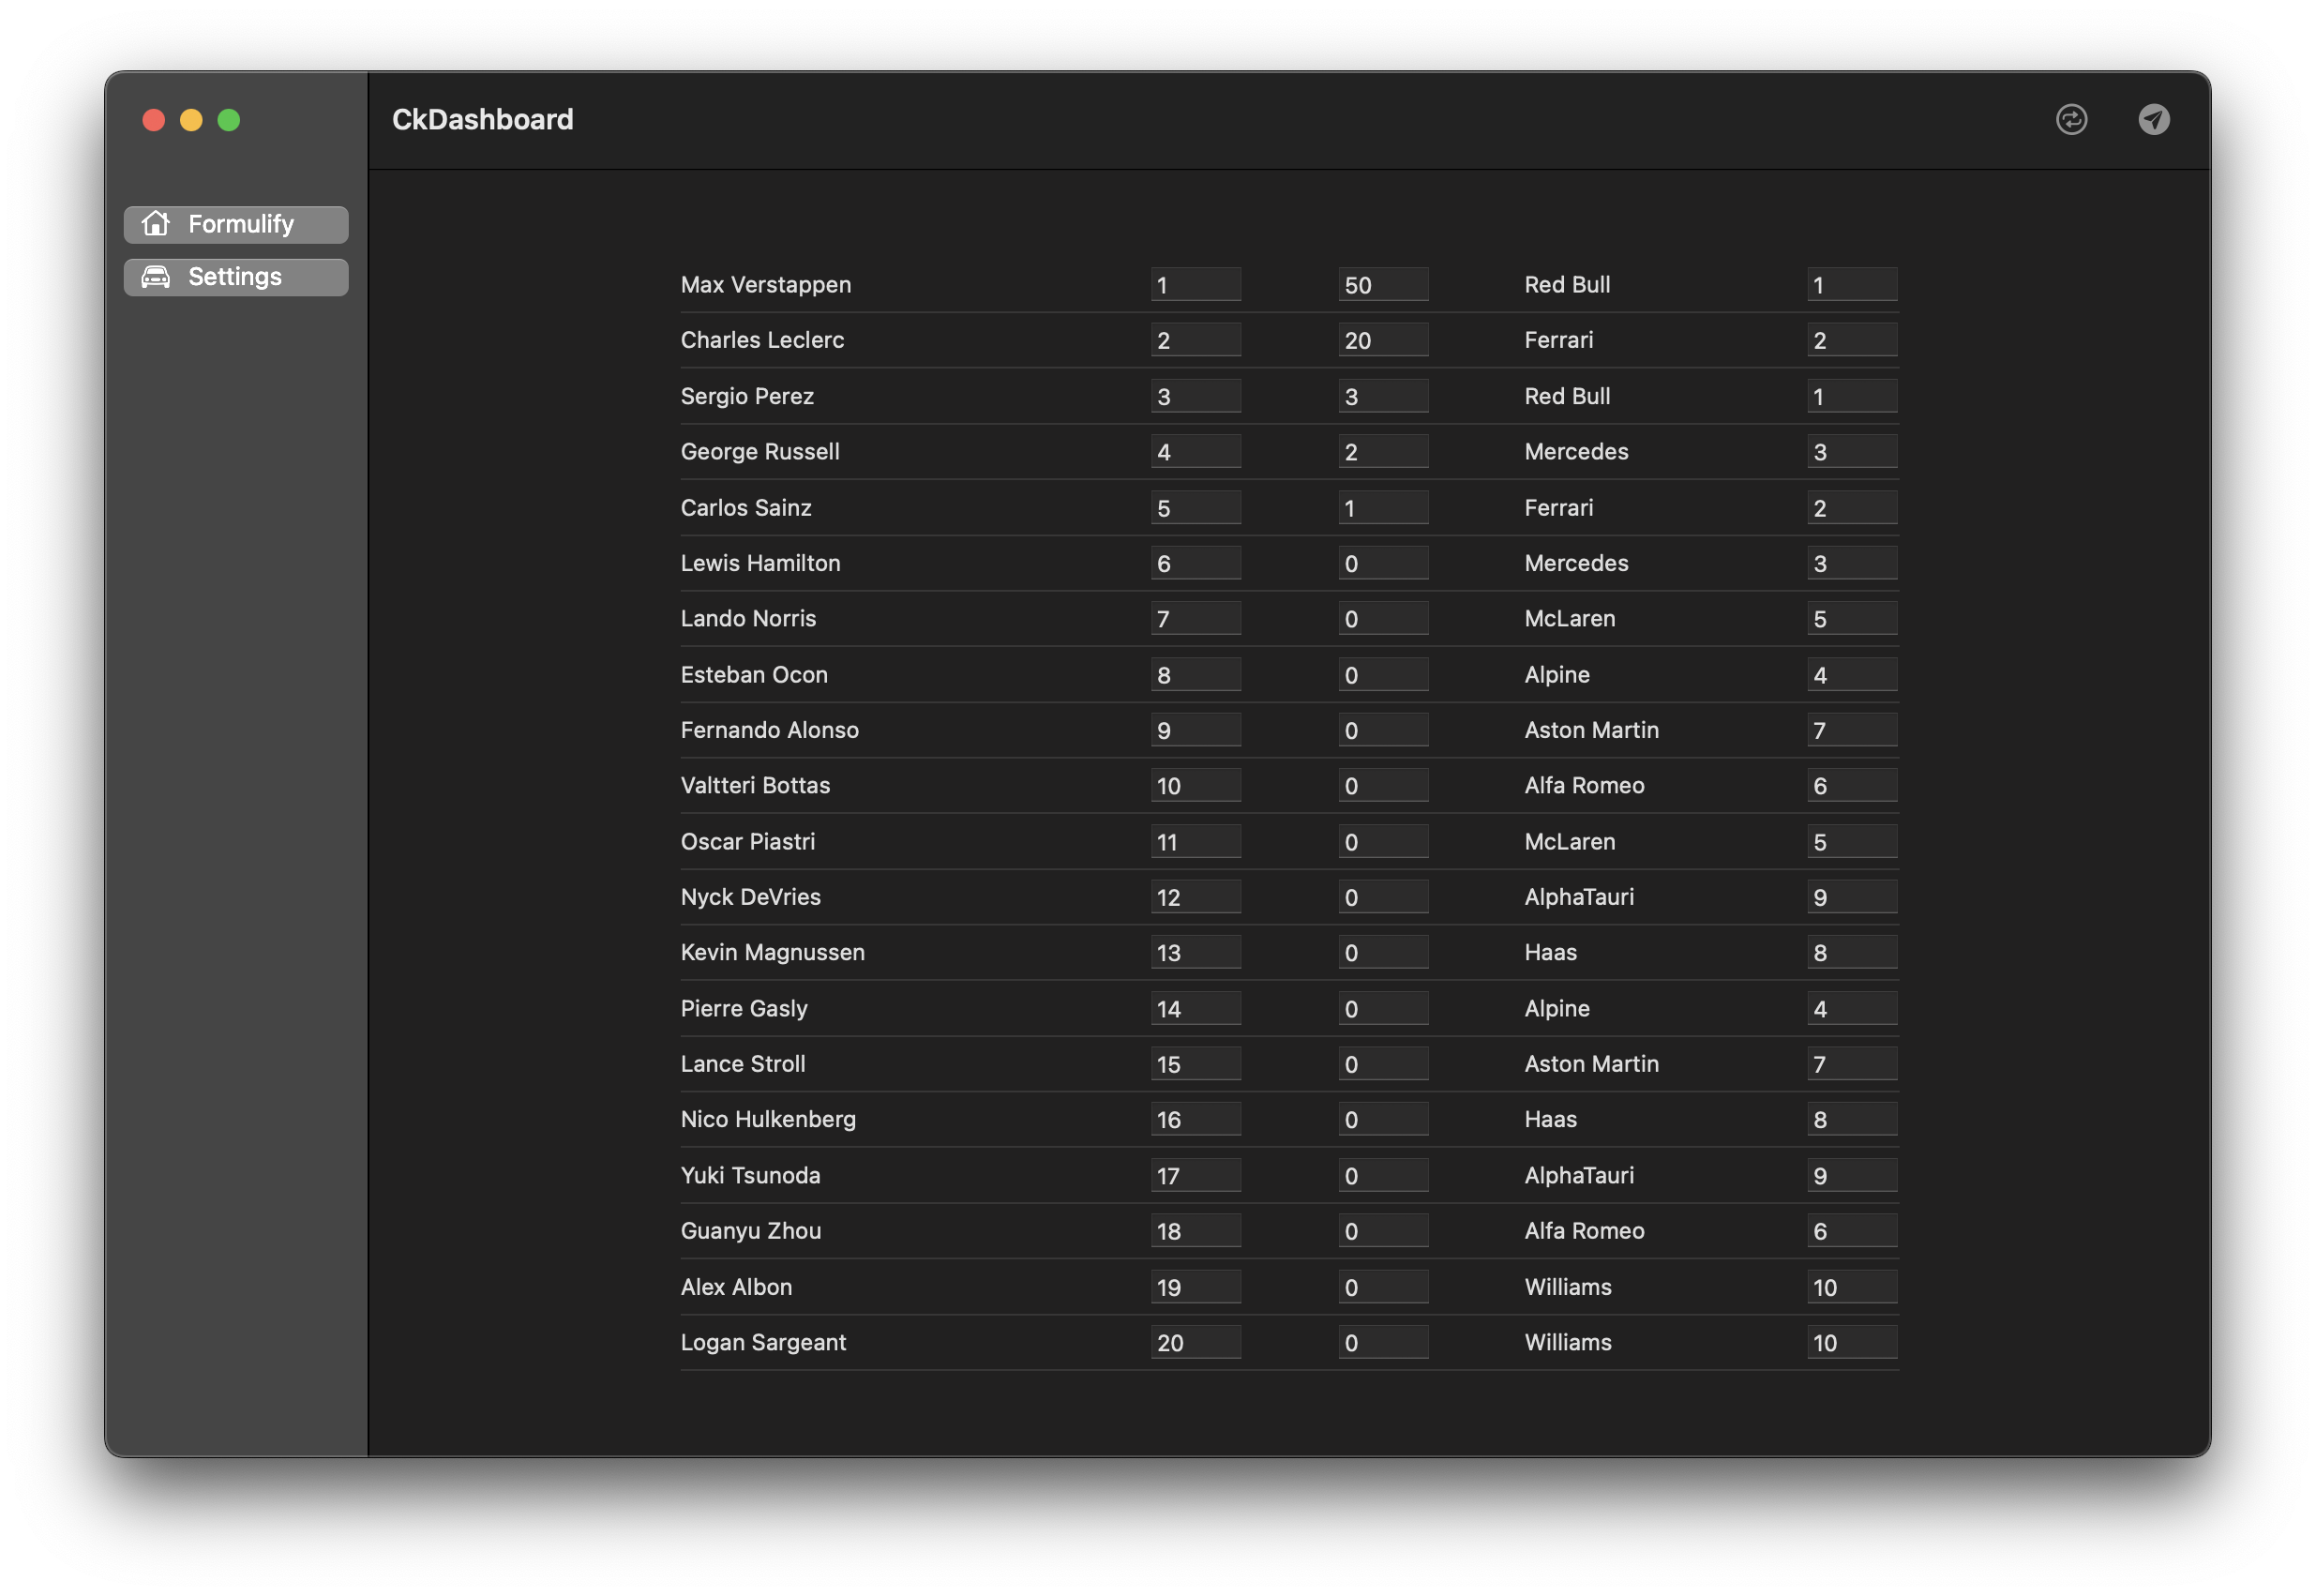 CkDashboard
Formulify
Settings
Max Verstappen 1 50 Red Bull 1
Charles Leclerc 2 20 Ferrari 2
Sergio Perez 3 3 Red Bull 1
George Russell 4 2 Mercedes 3
Carlos Sainz 5 1 Ferrari 2
Lewis Hamilton 6 0 Mercedes 3
Lando Norris 7 0 McLaren 5
Esteban Ocon 8 0 Alpine 4
Fernando Alonso 9 0 Aston Martin 7
Valtteri Bottas 10 0 Alfa Romeo 6
Oscar Piastri 11 0 McLaren 5
Nyck DeVries 12 0 AlphaTauri 9
Kevin Magnussen 13 0 Haas 8
Pierre Gasly 14 0 Alpine 4
Lance Stroll 15 0 Aston Martin 7
Nico Hulkenberg 16 0 Haas 8
Yuki Tsunoda 17 0 AlphaTauri 9
Guanyu Zhou 18 0 Alfa Romeo 6
Alex Albon 19 0 Williams 10
Logan Sargeant 20 0 Williams 10